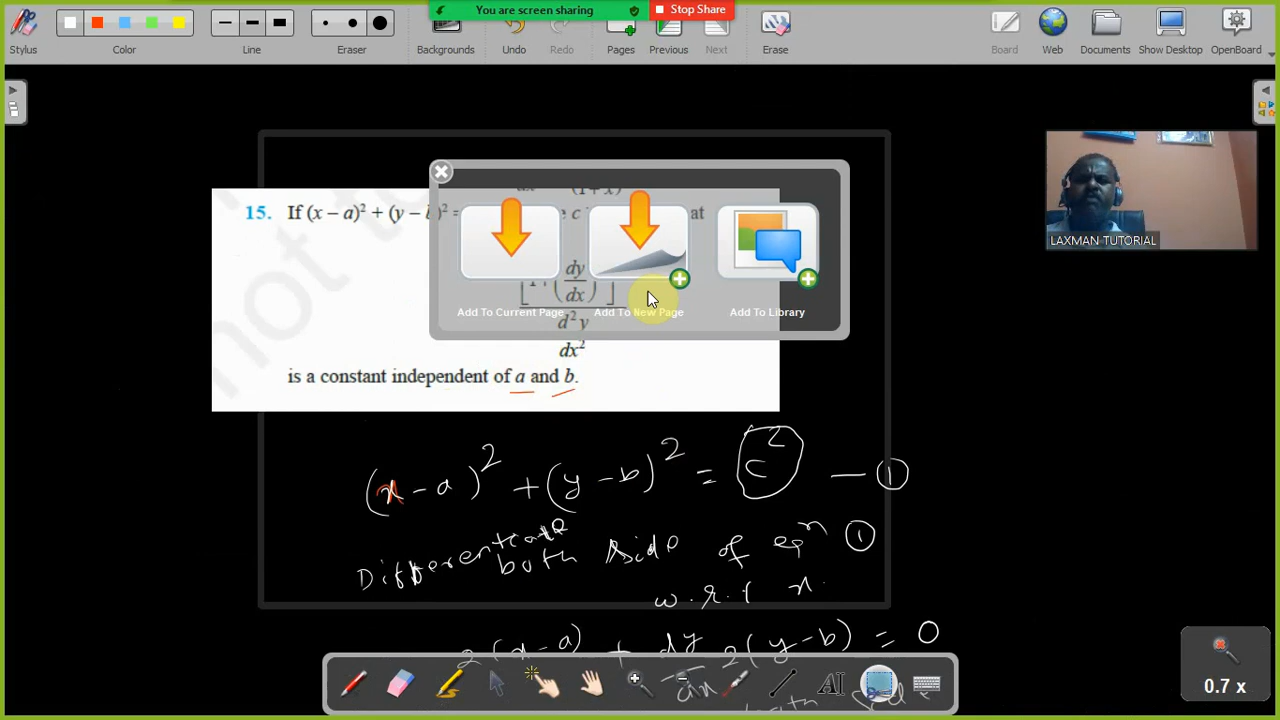 You are screen sharing Stop Share
Stylus Color Line Eraser Backgrounds Undo Redo Pages Previous Next Erase Board Web Documents Show Desktop OpenBoard
LAXMAN TUTORIAL
15. If (x – a)² + (y – b)² =
dy
dx
Add To Current Page Add To New Page Add To Library
d²y
dx²
is a constant independent of a and b.
(x - a)² + (y - b)² = c² — ①
Differentiate both side of eqn ①
w.r.t x.
2(x-a) + dy/dx 2(y-b) = 0
0.7 x